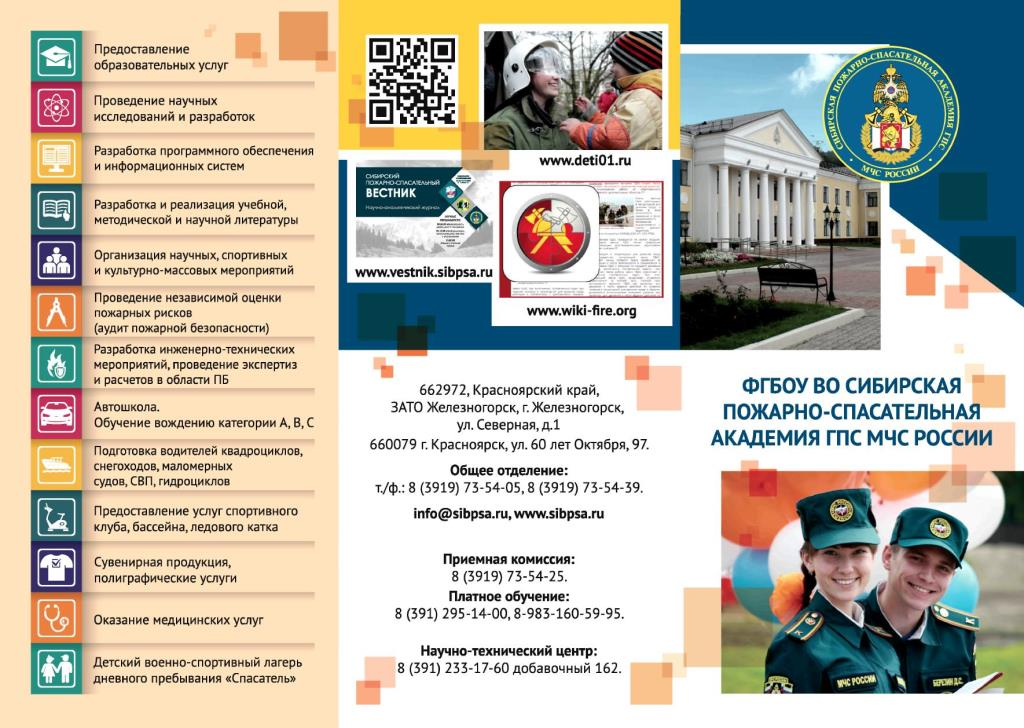 Предоставление
образовательных услуг
Проведение научных
исследований и разработок
Разработка программного обеспечения
и информационных систем
Разработка и реализация учебной,
методической и научной литературы
Организация научных, спортивных
и культурно-массовых мероприятий
Проведение независимой оценки
пожарных рисков
(аудит пожарной безопасности)
Разработка инженерно-технических
мероприятий, проведение экспертиз
и расчетов в области ПБ
Автошкола.
Обучение вождению категории А, В, С
Подготовка водителей квадроциклов,
снегоходов, маломерных
судов, СВП, гидроциклов
Предоставление услуг спортивного
клуба, бассейна, ледового катка
Сувенирная продукция,
полиграфические услуги
Оказание медицинских услуг
Детский военно-спортивный лагерь
дневного пребывания «Спасатель»
www.deti01.ru
СИБИРСКИЙ
ПОЖАРНО-СПАСАТЕЛЬНЫЙ
ВЕСТНИК
Научно-аналитический журнал
www.vestnik.sibpsa.ru
www.wiki-fire.org
662972, Красноярский край,
ЗАТО Железногорск, г. Железногорск,
ул. Северная, д.1
660079 г. Красноярск, ул. 60 лет Октября, 97.
Общее отделение:
т./ф.: 8 (3919) 73-54-05, 8 (3919) 73-54-39.
info@sibpsa.ru, www.sibpsa.ru
Приемная комиссия:
8 (3919) 73-54-25.
Платное обучение:
8 (391) 295-14-00, 8-983-160-59-95.
Научно-технический центр:
8 (391) 233-17-60 добавочный 162.
СИБИРСКАЯ ПОЖАРНО-СПАСАТЕЛЬНАЯ АКАДЕМИЯ ГПС
МЧС РОССИИ
ФГБОУ ВО СИБИРСКАЯ
ПОЖАРНО-СПАСАТЕЛЬНАЯ
АКАДЕМИЯ ГПС МЧС РОССИИ
МЧС РОССИИ
БЕРЕЗИН Д.С.